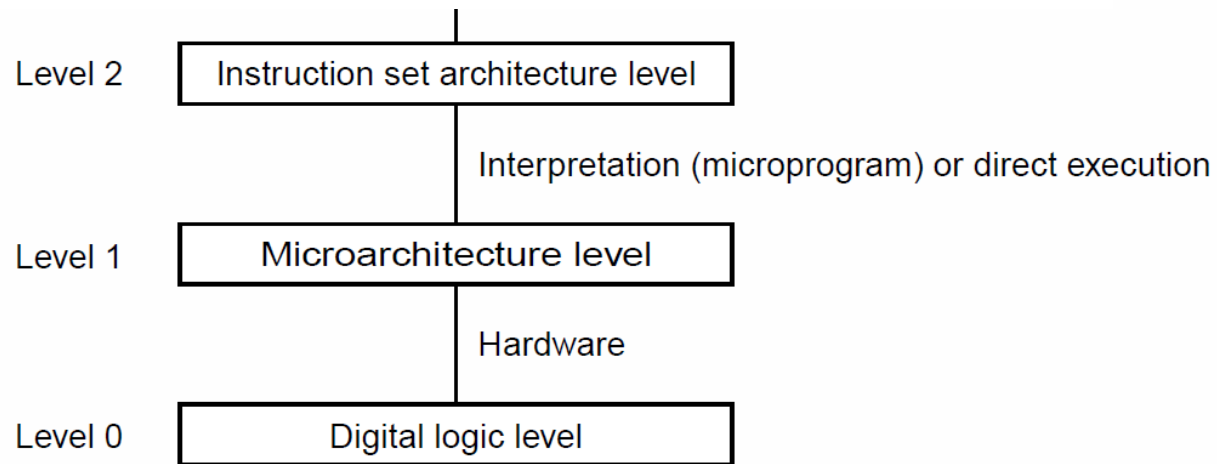 Level 2 Instruction set architecture level
Interpretation (microprogram) or direct execution
Level 1 Microarchitecture level
Hardware
Level 0 Digital logic level